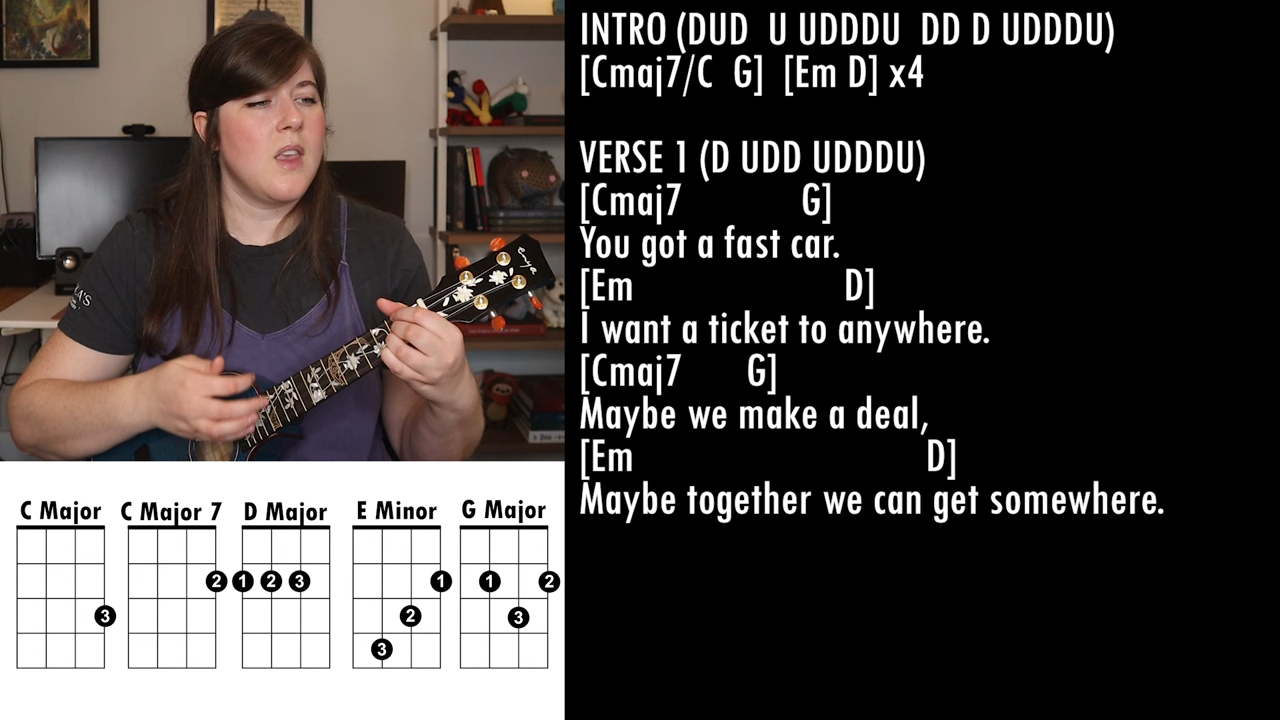 INTRO (DUD U UDDDU DD D UDDDU)
[Cmaj7/C G] [Em D] x4
VERSE 1 (D UDD UDDDU)
[Cmaj7 G]
You got a fast car.
[Em D]
I want a ticket to anywhere.
[Cmaj7 G]
Maybe we make a deal,
[Em D]
Maybe together we can get somewhere.
enya
C Major C Major 7 D Major E Minor G Major
2 1 2 3 1 1 2
3 2 3
3